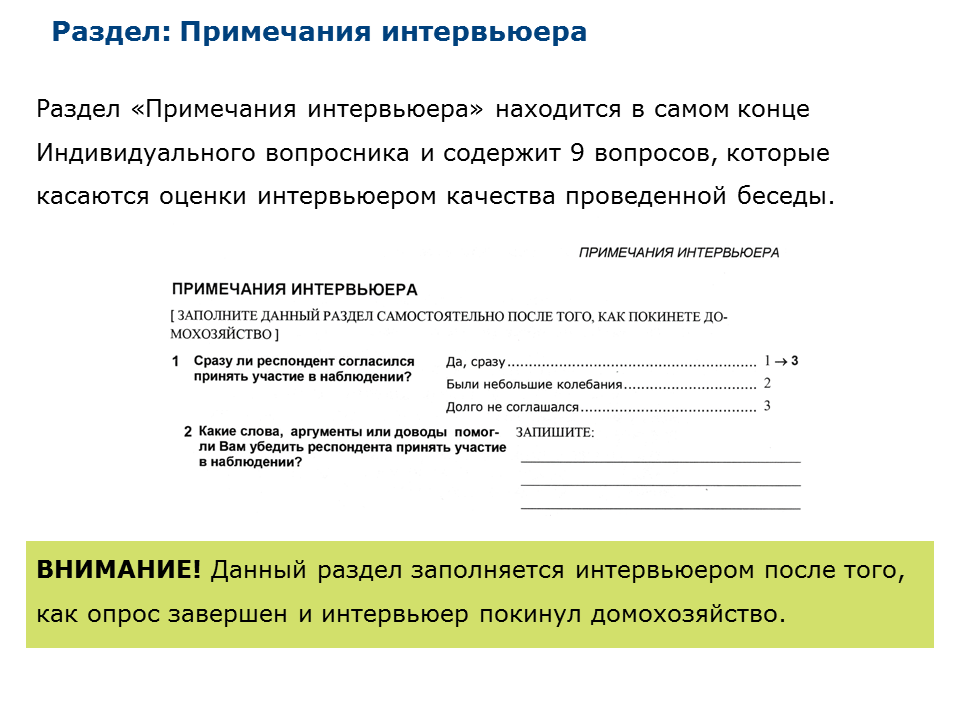 Раздел: Примечания интервьюера
Раздел «Примечания интервьюера» находится в самом конце
Индивидуального вопросника и содержит 9 вопросов, которые
касаются оценки интервьюером качества проведенной беседы.
ПРИМЕЧАНИЯ ИНТЕРВЬЮЕРА
ПРИМЕЧАНИЯ ИНТЕРВЬЮЕРА
[ ЗАПОЛНИТЕ ДАННЫЙ РАЗДЕЛ САМОСТОЯТЕЛЬНО ПОСЛЕ ТОГО, КАК ПОКИНЕТЕ ДО-
МОХОЗЯЙСТВО ]
1 Сразу ли респондент согласился
принять участие в наблюдении?
Да, сразу.......................................................... 1 → 3
Были небольшие колебания............................... 2
Долго не соглашался......................................... 3
2 Какие слова, аргументы или доводы помог-
ли Вам убедить респондента принять участие
в наблюдении?
ЗАПИШИТЕ:
ВНИМАНИЕ! Данный раздел заполняется интервьюером после того,
как опрос завершен и интервьюер покинул домохозяйство.